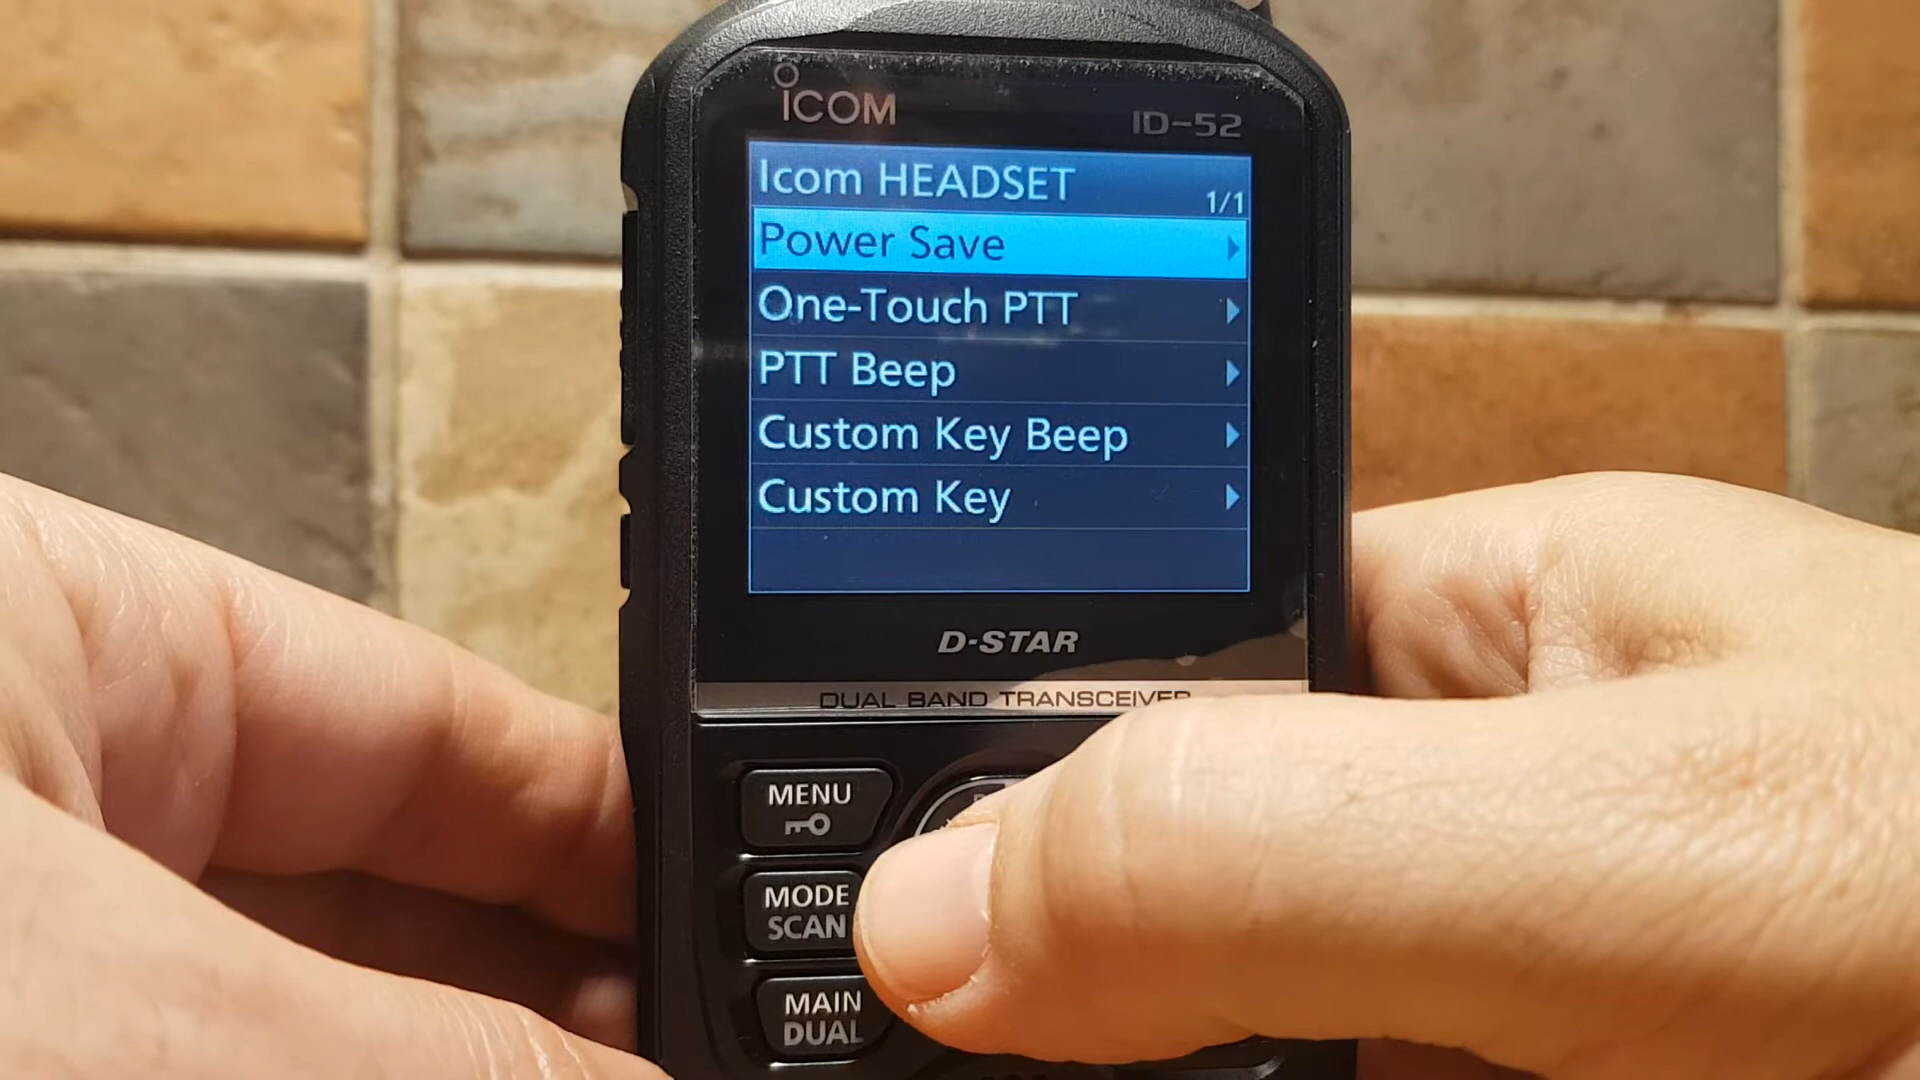 ICOM
ID-52
Icom HEADSET
1/1
Power Save
One-Touch PTT
PTT Beep
Custom Key Beep
Custom Key
D-STAR
DUAL BAND TRANSCEIVER
MENU
MODE
SCAN
MAIN
DUAL